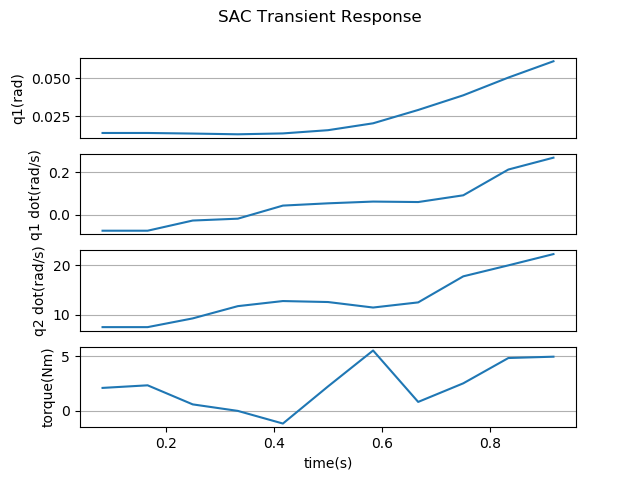 SAC Transient Response
q1(rad)
0.050
0.025
q1 dot(rad/s)
0.2
0.0
q2 dot(rad/s)
20
10
torque(Nm)
5
0
0.2 0.4 0.6 0.8
time(s)